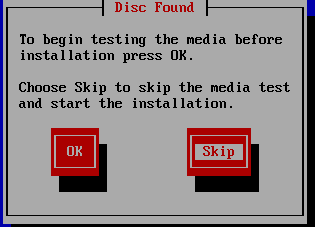 Disc Found
To begin testing the media before
installation press OK.
Choose Skip to skip the media test
and start the installation.
OK
Skip